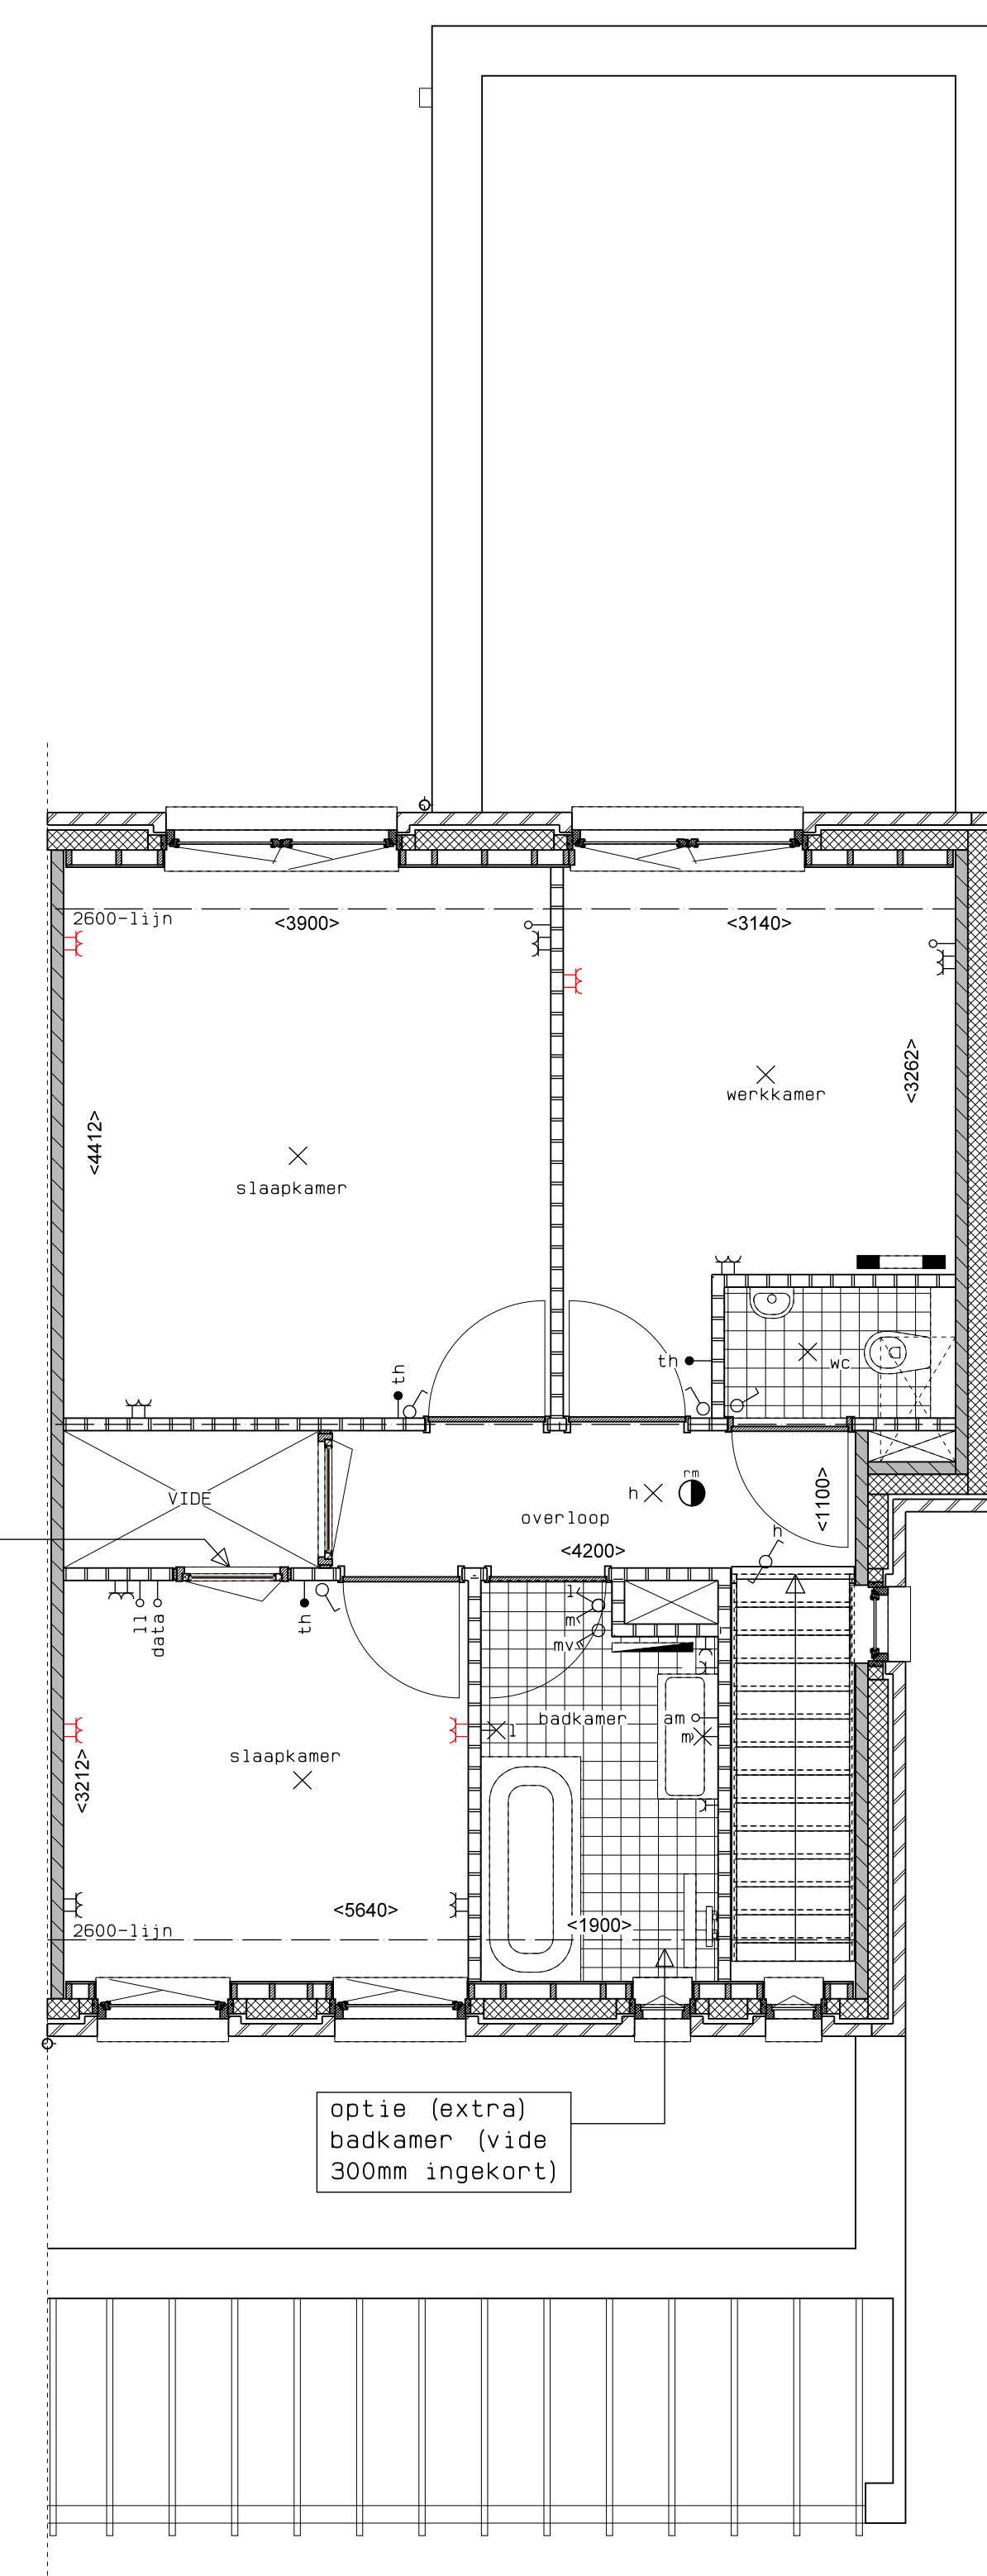 2600-lijn
<3900>
<3140>
<3262>
werkkamer
<4412>
slaapkamer
wc
th
th
VIDE
h
rm
<1100>
overloop
h
<4200>
l
ll
data
th
m
mv
badkamer
am
l
m
slaapkamer
<3212>
<5640>
<1900>
2600-lijn
optie (extra)
badkamer (vide
300mm ingekort)